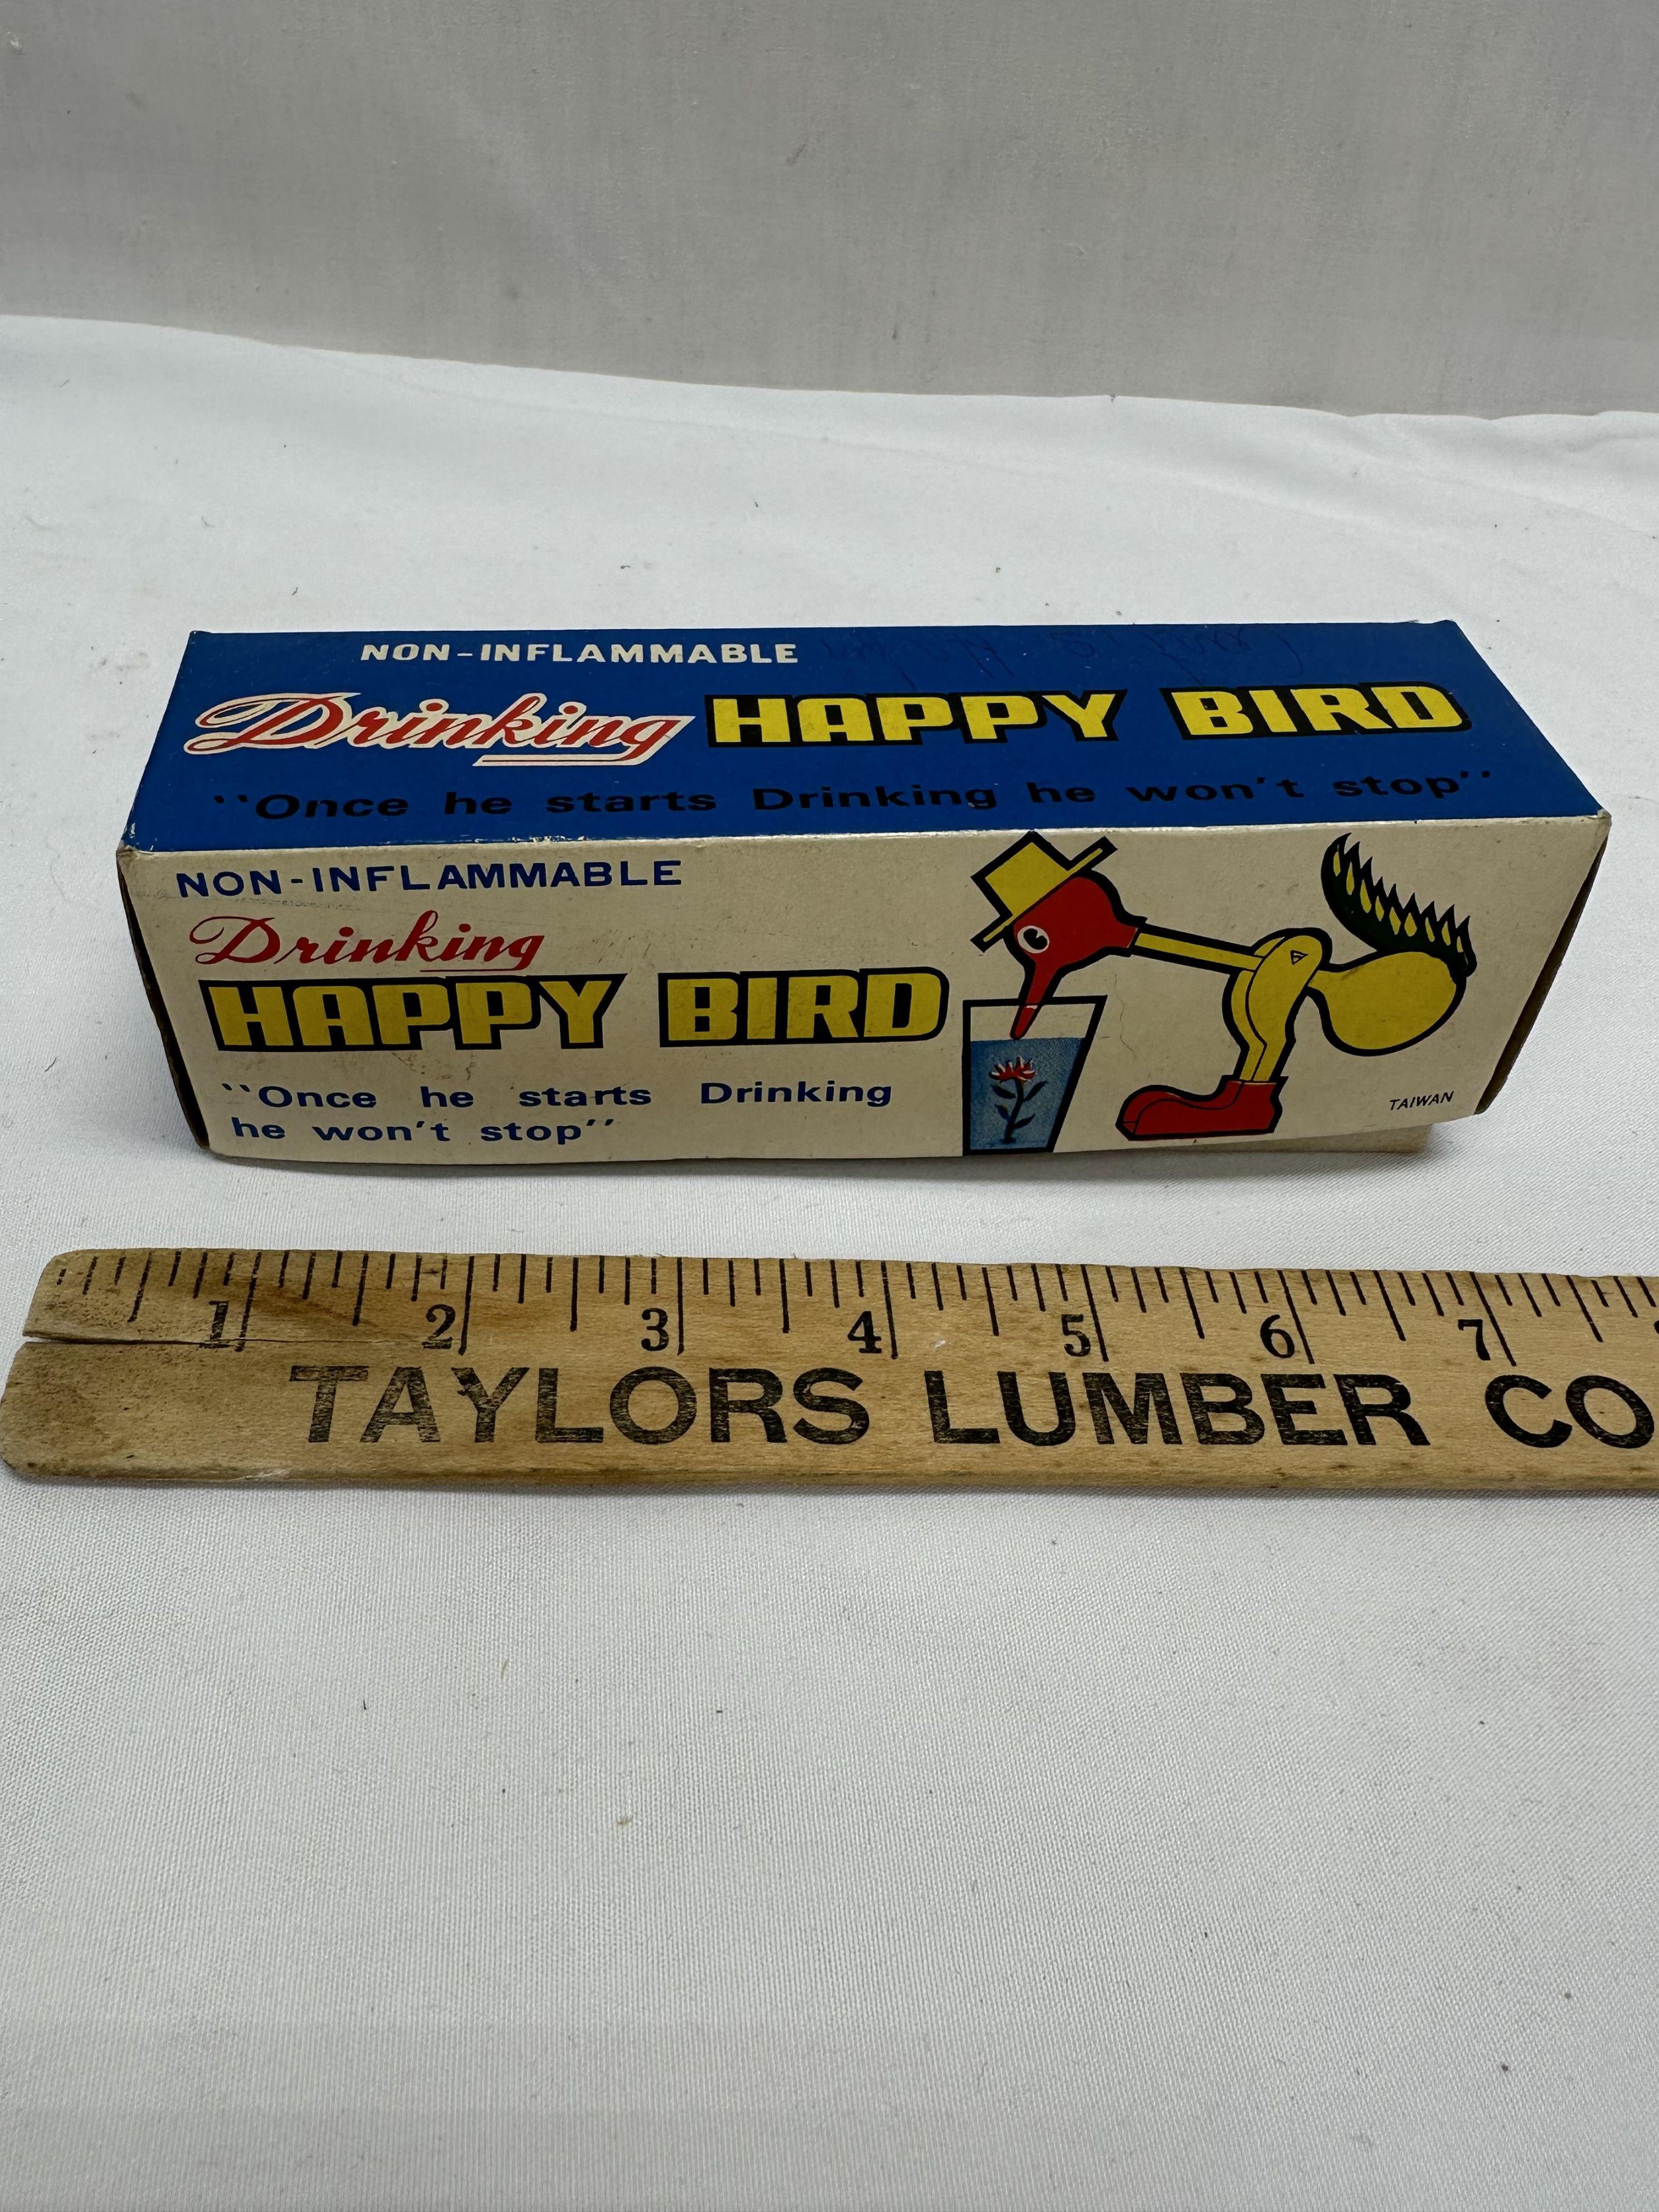 NON-INFLAMMABLE
Drinking HAPPY BIRD
"Once he starts Drinking he won't stop"
NON-INFLAMMABLE
Drinking
HAPPY BIRD
"Once he starts Drinking
he won't stop"
TAIWAN
1 2 3 4 5 6 7
TAYLORS LUMBER CO